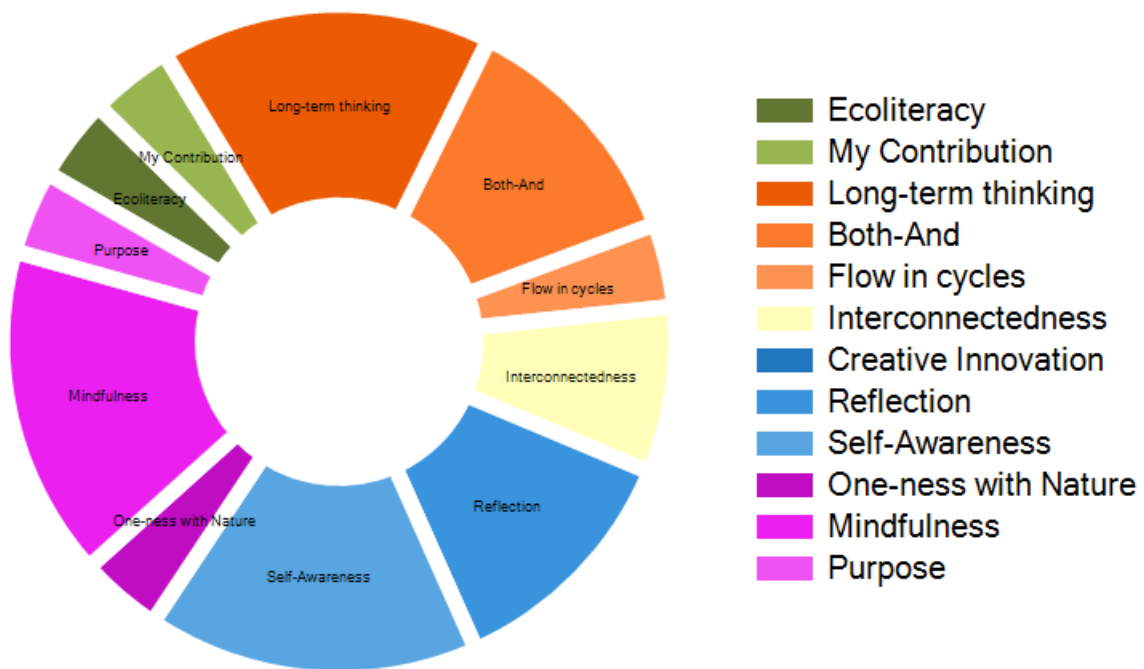 Long-term thinking
Both-And
My Contribution
Ecoliteracy
Purpose
Flow in cycles
Interconnectedness
Mindfulness
Reflection
One-ness with Nature
Self-Awareness
Ecoliteracy
My Contribution
Long-term thinking
Both-And
Flow in cycles
Interconnectedness
Creative Innovation
Reflection
Self-Awareness
One-ness with Nature
Mindfulness
Purpose